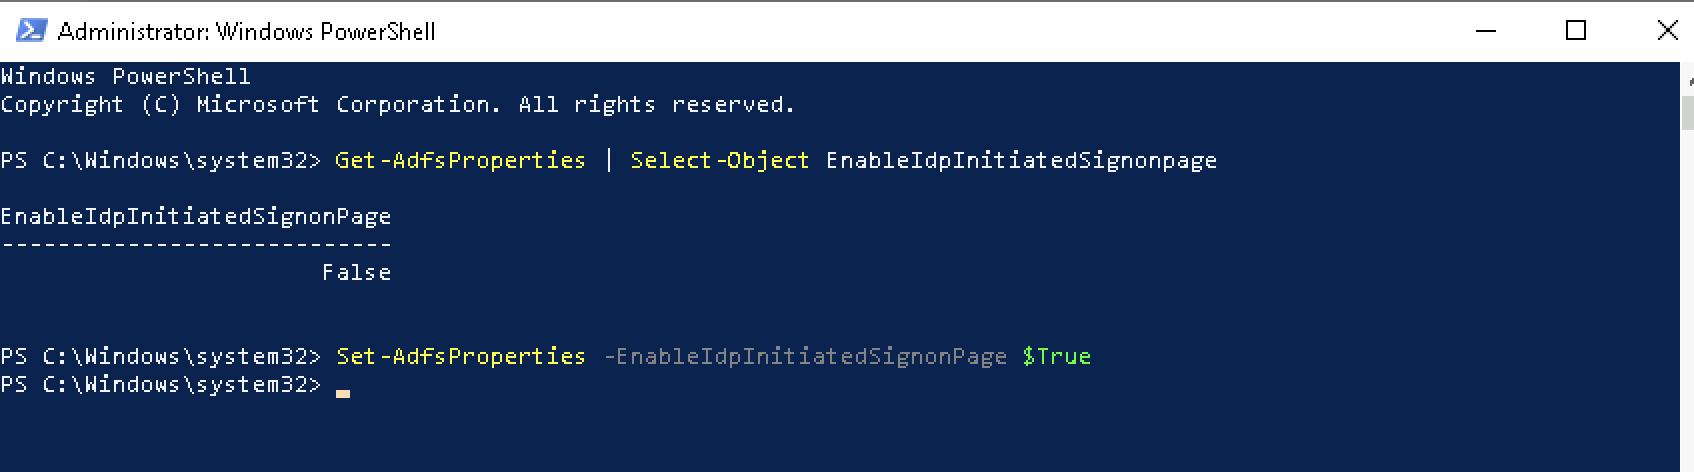 Administrator: Windows PowerShell
Windows PowerShell
Copyright (C) Microsoft Corporation. All rights reserved.
PS C:\Windows\system32> Get-AdfsProperties | Select-Object EnableIdpInitiatedSignonpage
EnableIdpInitiatedSignonPage
----------------------------
False
PS C:\Windows\system32> Set-AdfsProperties -EnableIdpInitiatedSignonPage $True
PS C:\Windows\system32>